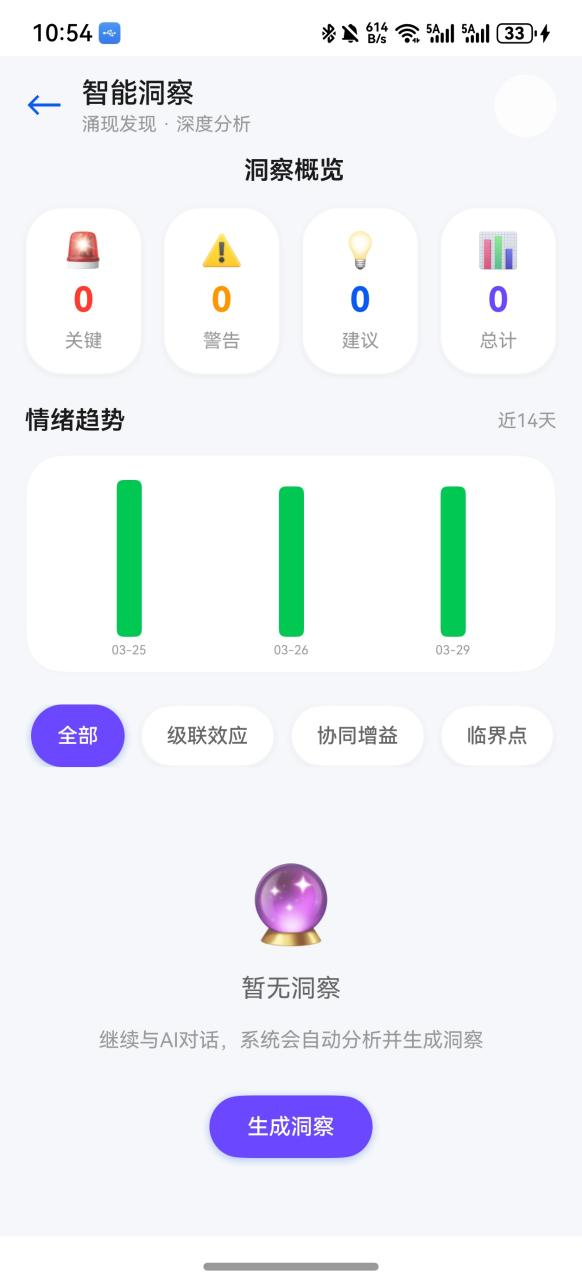 10:54 614 B/s 5A 5A 33
智能洞察
涌现发现 · 深度分析
洞察概览
0 0 0 0
关键 警告 建议 总计
情绪趋势 近14天
03-25 03-26 03-29
全部 级联效应 协同增益 临界点
暂无洞察
继续与AI对话，系统会自动分析并生成洞察
生成洞察